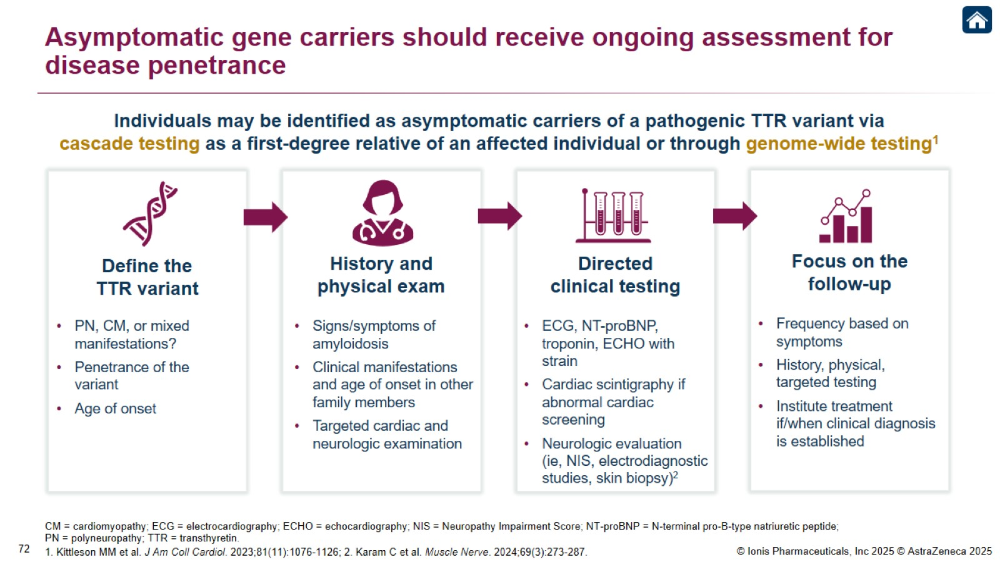 Asymptomatic gene carriers should receive ongoing assessment for
disease penetrance
Individuals may be identified as asymptomatic carriers of a pathogenic TTR variant via
cascade testing as a first-degree relative of an affected individual or through genome-wide testing¹
Define the
TTR variant
• PN, CM, or mixed
manifestations?
• Penetrance of the
variant
• Age of onset
History and
physical exam
• Signs/symptoms of
amyloidosis
• Clinical manifestations
and age of onset in other
family members
• Targeted cardiac and
neurologic examination
Directed
clinical testing
• ECG, NT-proBNP,
troponin, ECHO with
strain
• Cardiac scintigraphy if
abnormal cardiac
screening
• Neurologic evaluation
(ie, NIS, electrodiagnostic
studies, skin biopsy)²
Focus on the
follow-up
• Frequency based on
symptoms
• History, physical,
targeted testing
• Institute treatment
if/when clinical diagnosis
is established
CM = cardiomyopathy; ECG = electrocardiography; ECHO = echocardiography; NIS = Neuropathy Impairment Score; NT-proBNP = N-terminal pro-B-type natriuretic peptide;
PN = polyneuropathy; TTR = transthyretin.
72
1. Kittleson MM et al. J Am Coll Cardiol. 2023;81(11):1076-1126; 2. Karam C et al. Muscle Nerve. 2024;69(3):273-287.
© Ionis Pharmaceuticals, Inc 2025 © AstraZeneca 2025